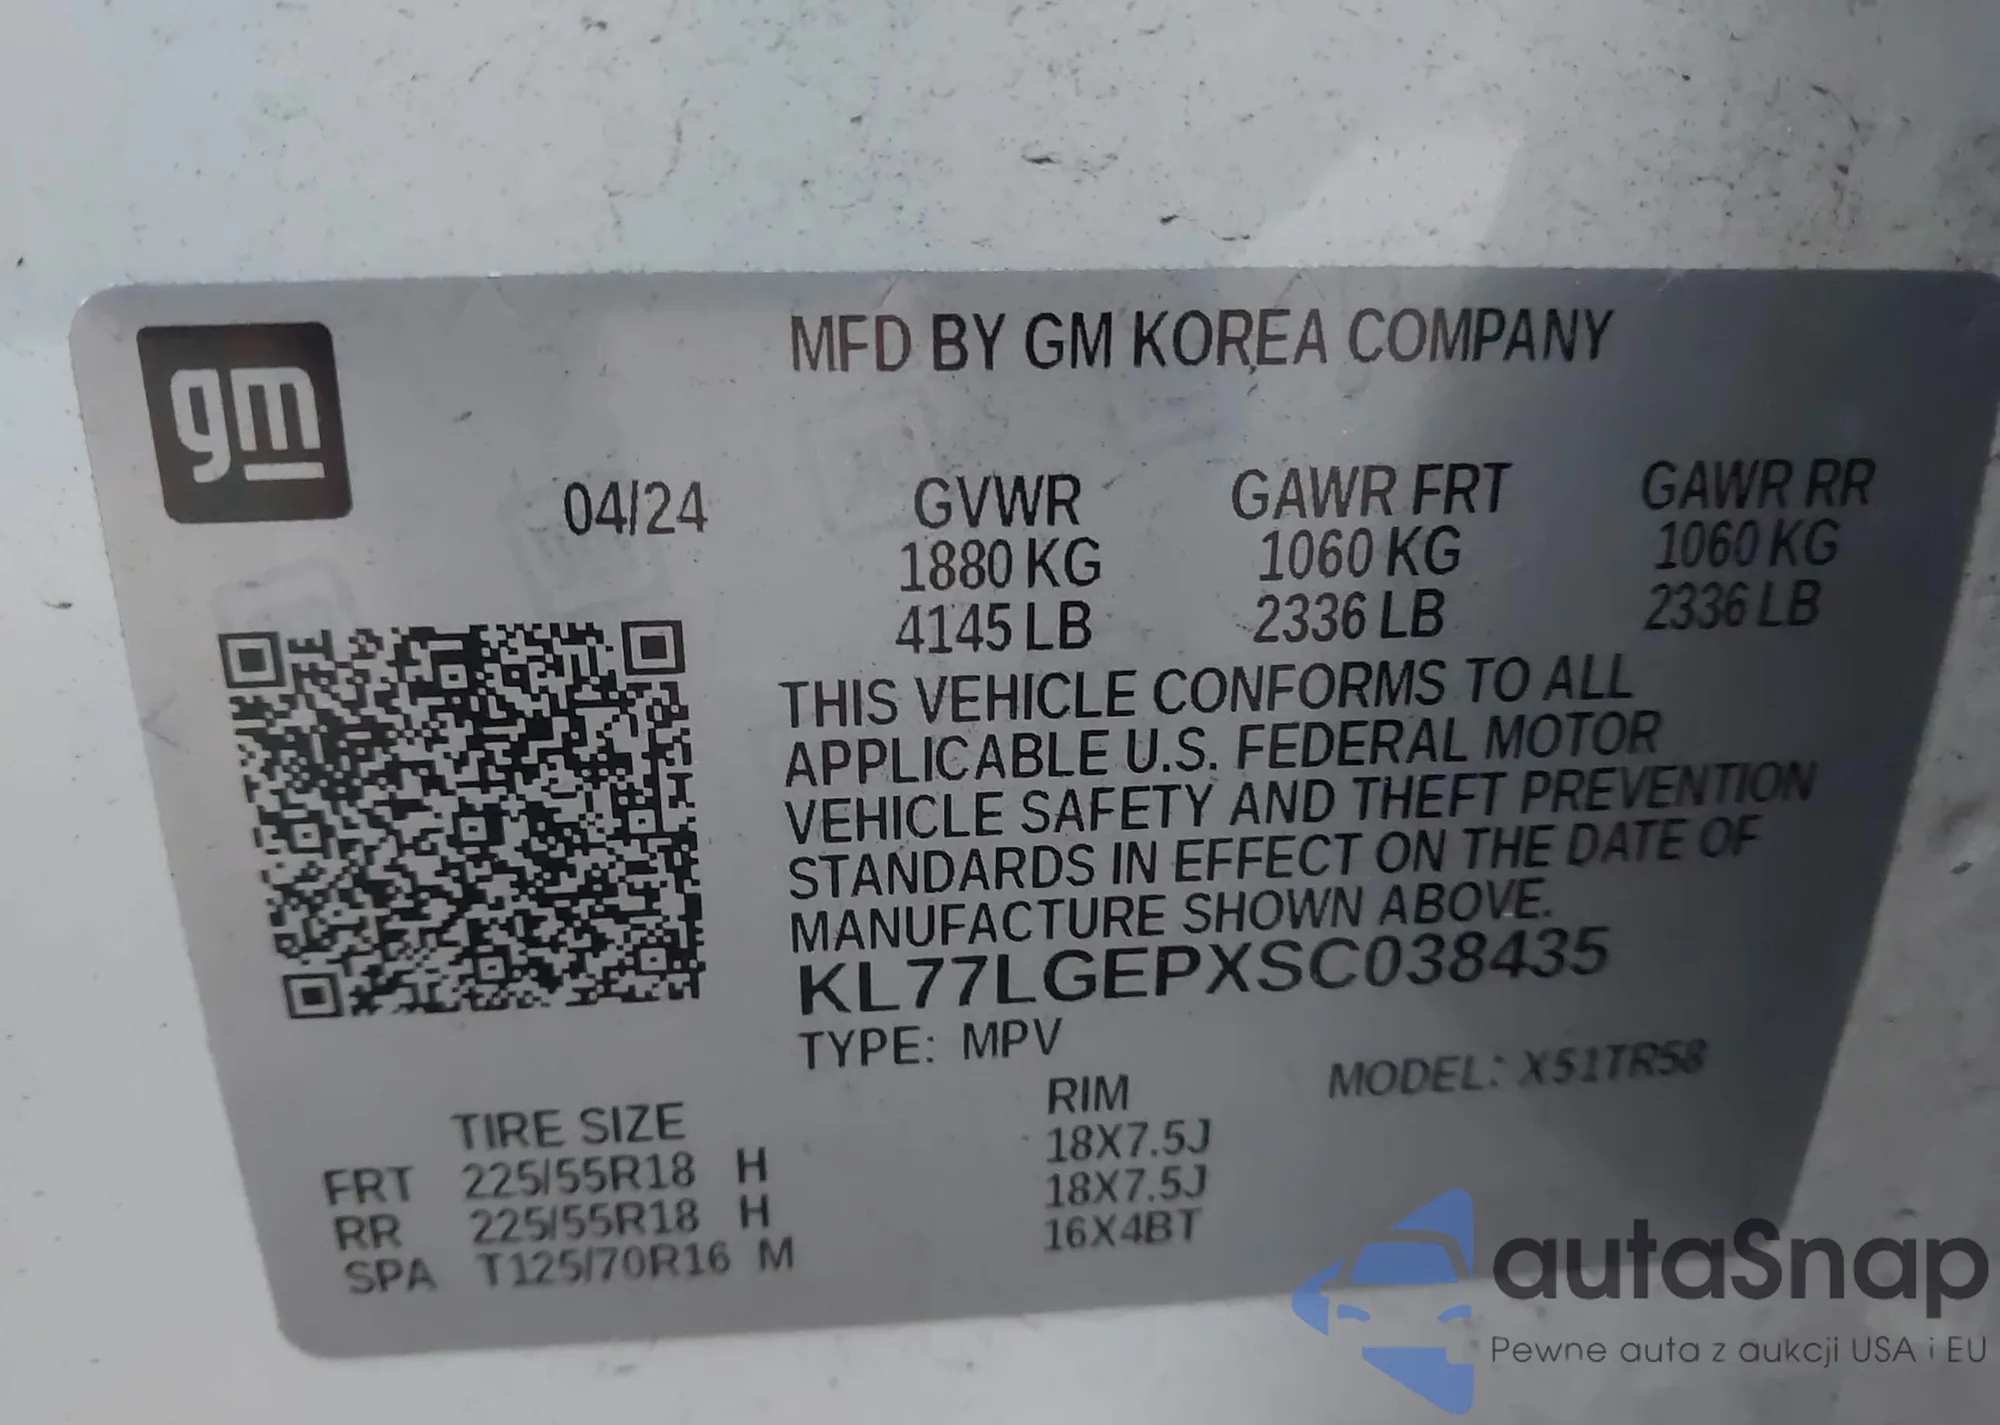 gm
MFD BY GM KOREA COMPANY
04/24 GVWR GAWR FRT GAWR RR
1880 KG 1060 KG 1060 KG
4145 LB 2336 LB 2336 LB
THIS VEHICLE CONFORMS TO ALL
APPLICABLE U.S. FEDERAL MOTOR
VEHICLE SAFETY AND THEFT PREVENTION
STANDARDS IN EFFECT ON THE DATE OF
MANUFACTURE SHOWN ABOVE.
KL77LGEPXSC038435
TYPE: MPV MODEL: X51TR58
TIRE SIZE RIM
FRT 225/55R18 H 18X7.5J
RR 225/55R18 H 18X7.5J
SPA T125/70R16 M 16X4BT
autaSnap
Pewne auta z aukcji USA i EU